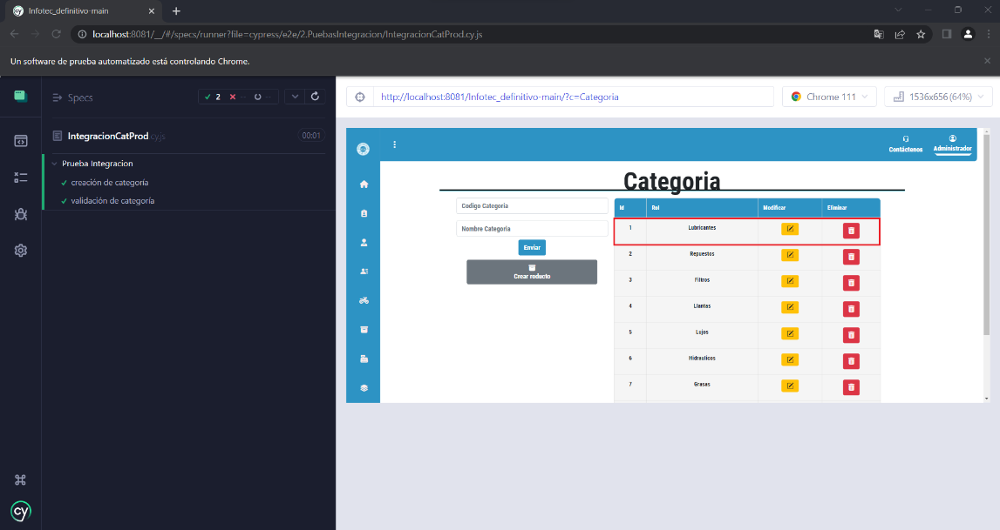 Infotec_definitivo-main
localhost:8081/__/#/specs/runner?file=cypress/e2e/2.PuebasIntegracion/IntegracionCatProd.cy.js
Un software de prueba automatizado está controlando Chrome.
Specs
2
--
--
IntegracionCatProd.cy.js
00:01
Prueba Integracion
creación de categoría
validación de categoría
cy
http://localhost:8081/Infotec_definitivo-main/?c=Categoria
Chrome 111
1536x656 (64%)
Contáctenos
Administrador
Categoria
Codigo Categoria
Nombre Categoria
Enviar
Crear roducto
Id Rol Modificar Eliminar
1 Lubricantes
2 Repuestos
3 Filtros
4 Llantas
5 Lujos
6 Hidraulicos
7 Grasas